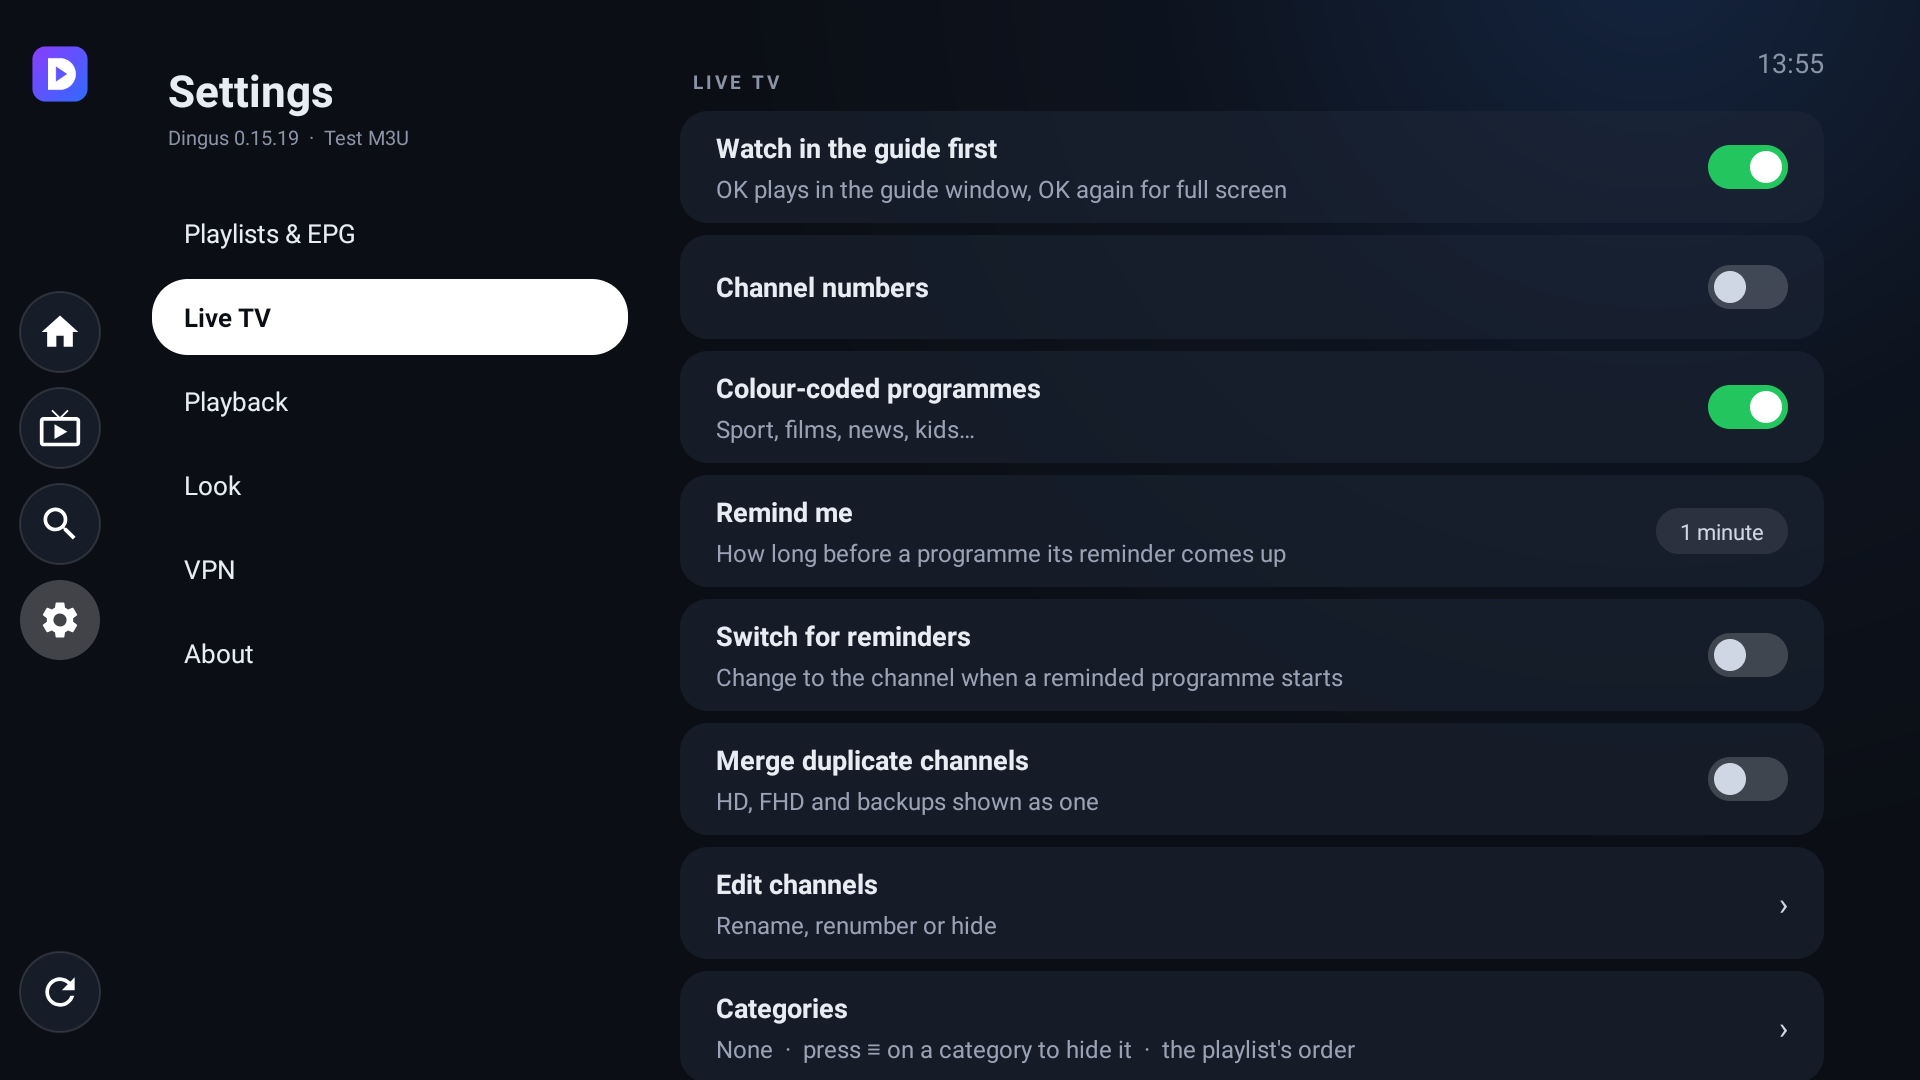 Settings
Dingus 0.15.19 · Test M3U
Playlists & EPG
Live TV
Playback
Look
VPN
About
13:55
LIVE TV
Watch in the guide first
OK plays in the guide window, OK again for full screen
Channel numbers
Colour-coded programmes
Sport, films, news, kids…
Remind me
How long before a programme its reminder comes up
1 minute
Switch for reminders
Change to the channel when a reminded programme starts
Merge duplicate channels
HD, FHD and backups shown as one
Edit channels
Rename, renumber or hide
›
Categories
None · press ≡ on a category to hide it · the playlist's order
›